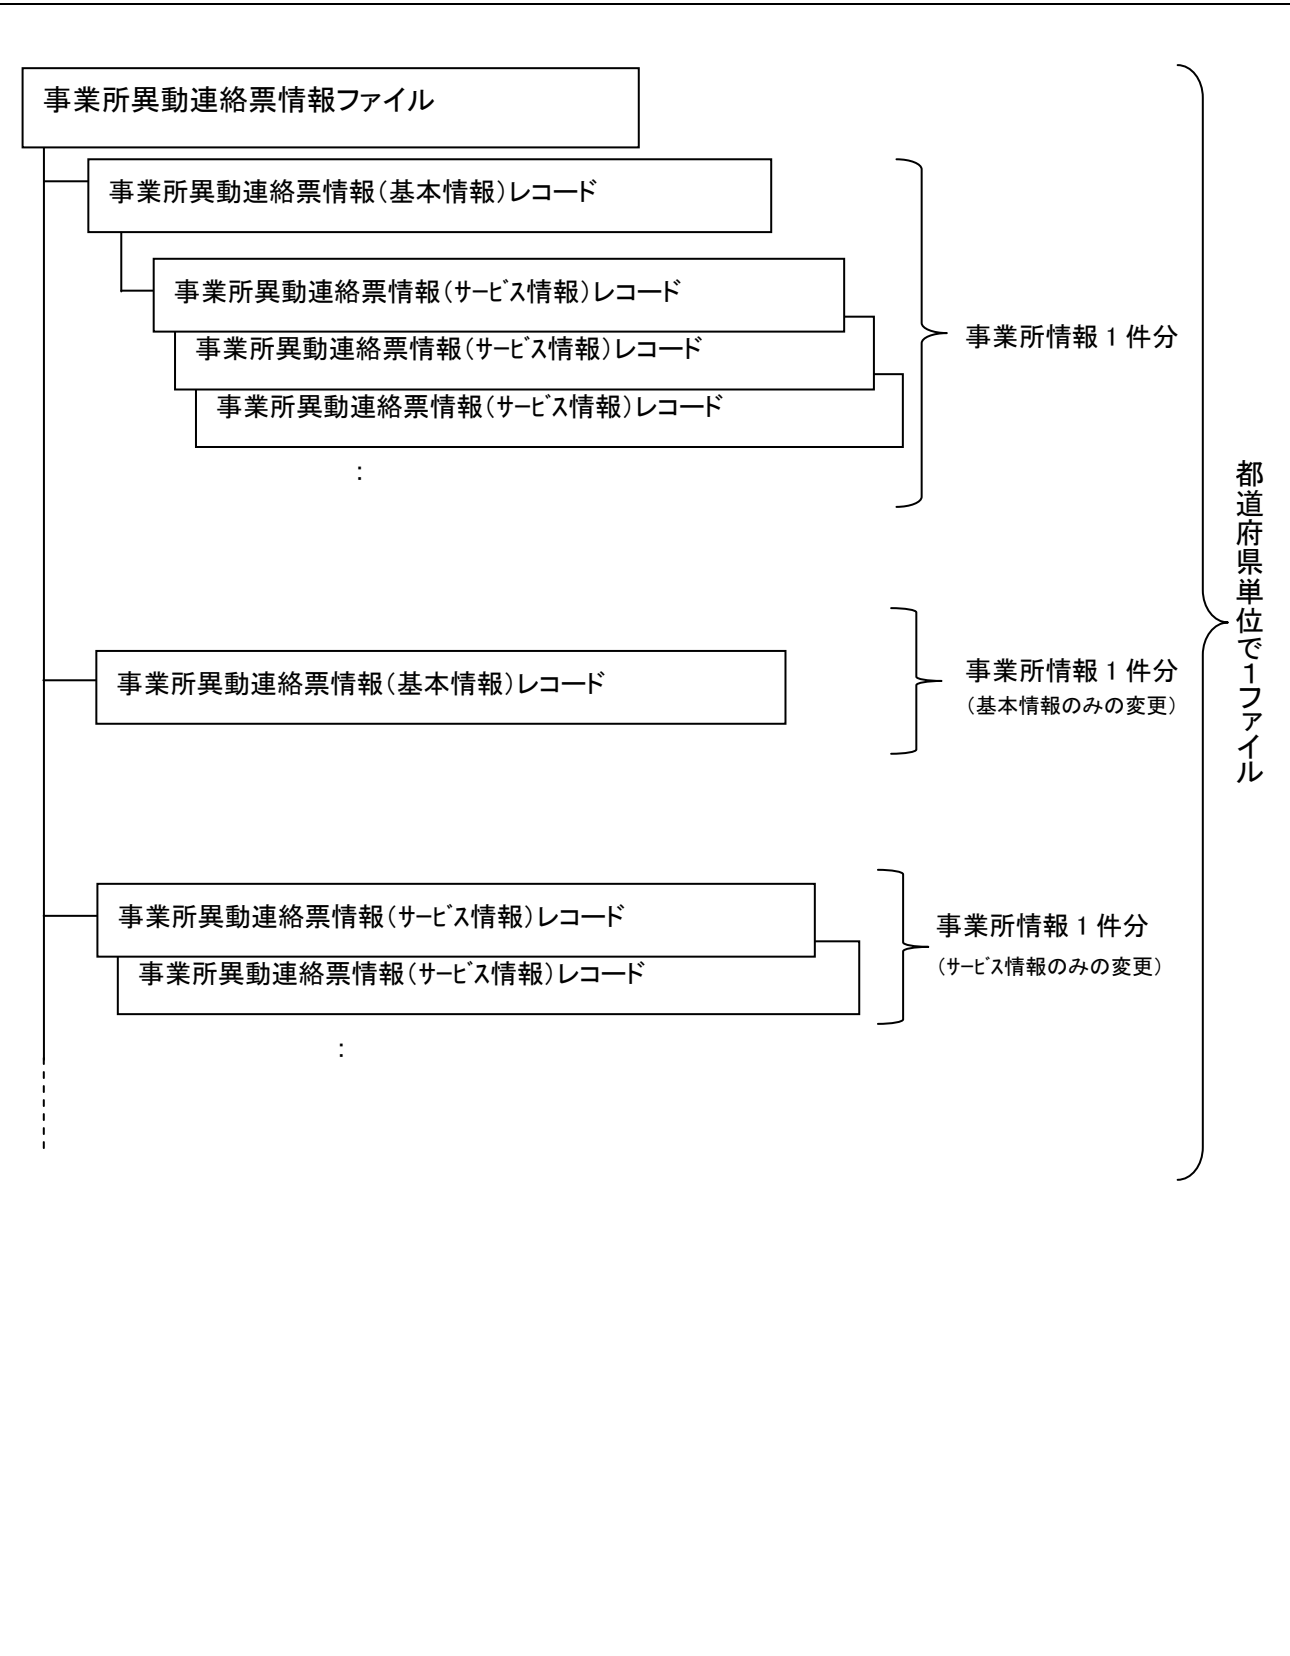 事業所異動連絡票情報ファイル
事業所異動連絡票情報（基本情報）レコード
事業所異動連絡票情報（ｻｰﾋﾞｽ情報）レコード
事業所異動連絡票情報（ｻｰﾋﾞｽ情報）レコード
事業所異動連絡票情報（ｻｰﾋﾞｽ情報）レコード
：
事業所情報１件分
事業所異動連絡票情報（基本情報）レコード
事業所情報１件分
（基本情報のみの変更）
事業所異動連絡票情報（ｻｰﾋﾞｽ情報）レコード
事業所異動連絡票情報（ｻｰﾋﾞｽ情報）レコード
：
事業所情報１件分
（ｻｰﾋﾞｽ情報のみの変更）
都道府県単位で１ファイル